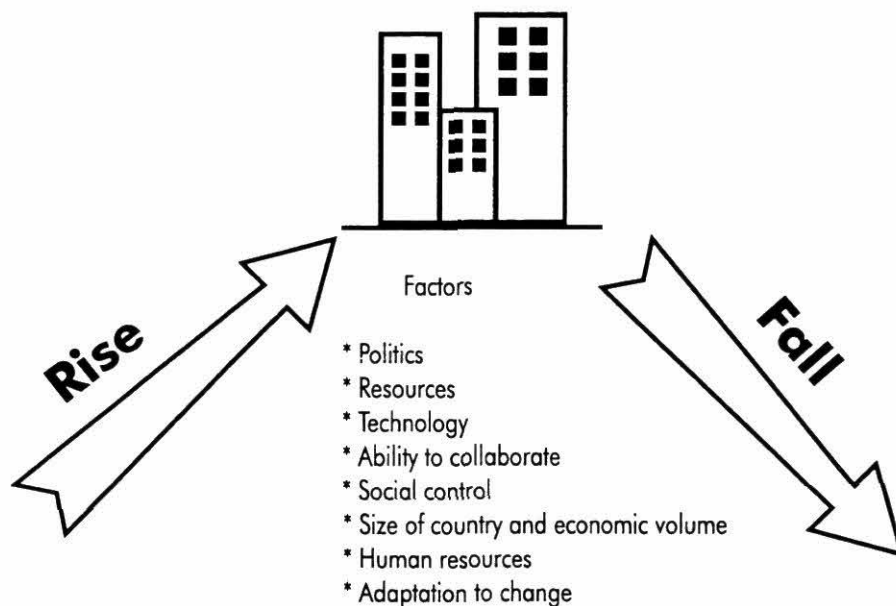 Rise
Fall
Factors
* Politics
* Resources
* Technology
* Ability to collaborate
* Social control
* Size of country and economic volume
* Human resources
* Adaptation to change